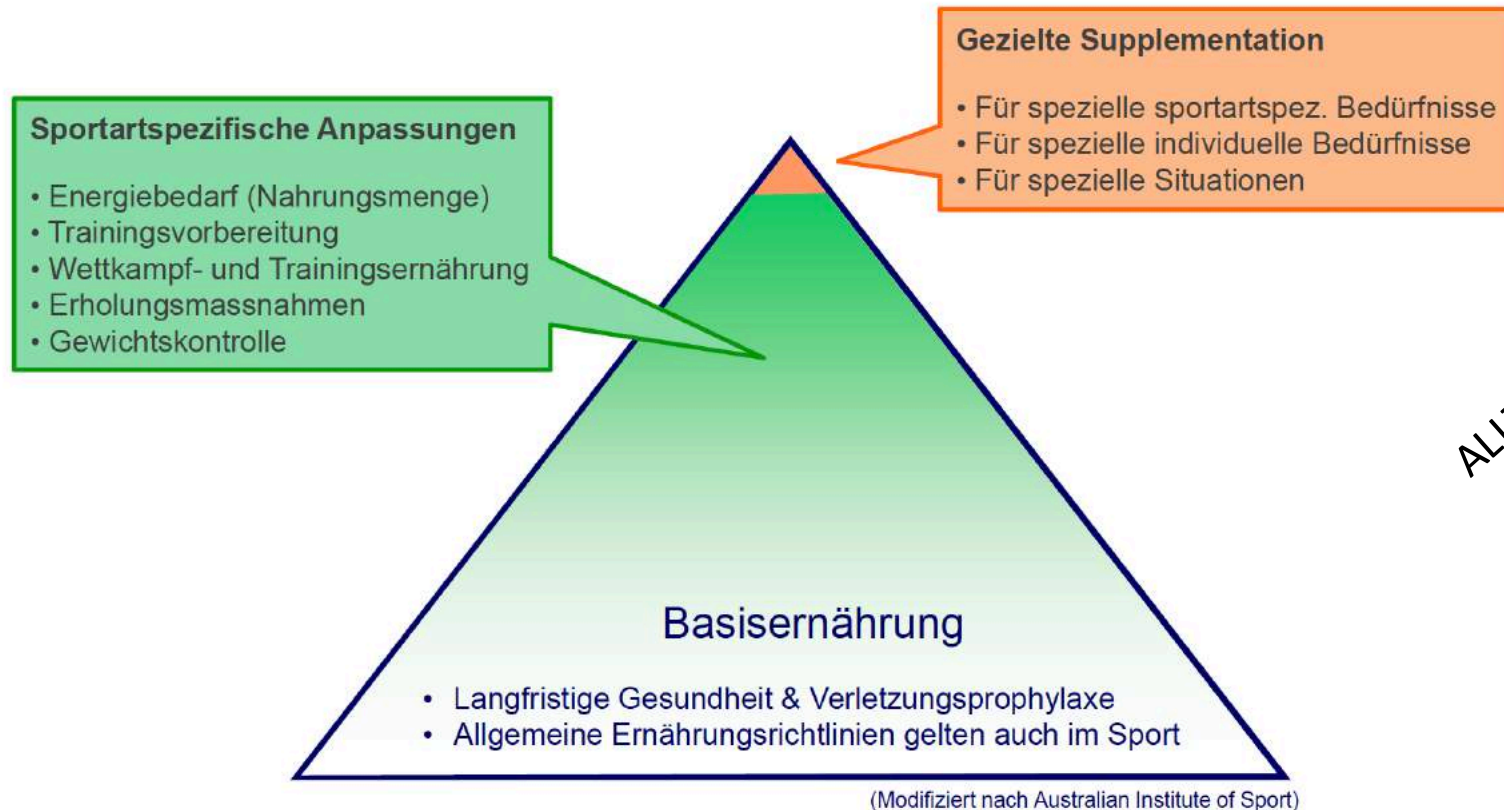 Gezielte Supplementation
• Für spezielle sportartspez. Bedürfnisse
• Für spezielle individuelle Bedürfnisse
• Für spezielle Situationen
Sportartspezifische Anpassungen
• Energiebedarf (Nahrungsmenge)
• Trainingsvorbereitung
• Wettkampf- und Trainingsernährung
• Erholungsmassnahmen
• Gewichtskontrolle
Basisernährung
• Langfristige Gesundheit & Verletzungsprophylaxe
• Allgemeine Ernährungsrichtlinien gelten auch im Sport
(Modifiziert nach Australian Institute of Sport)